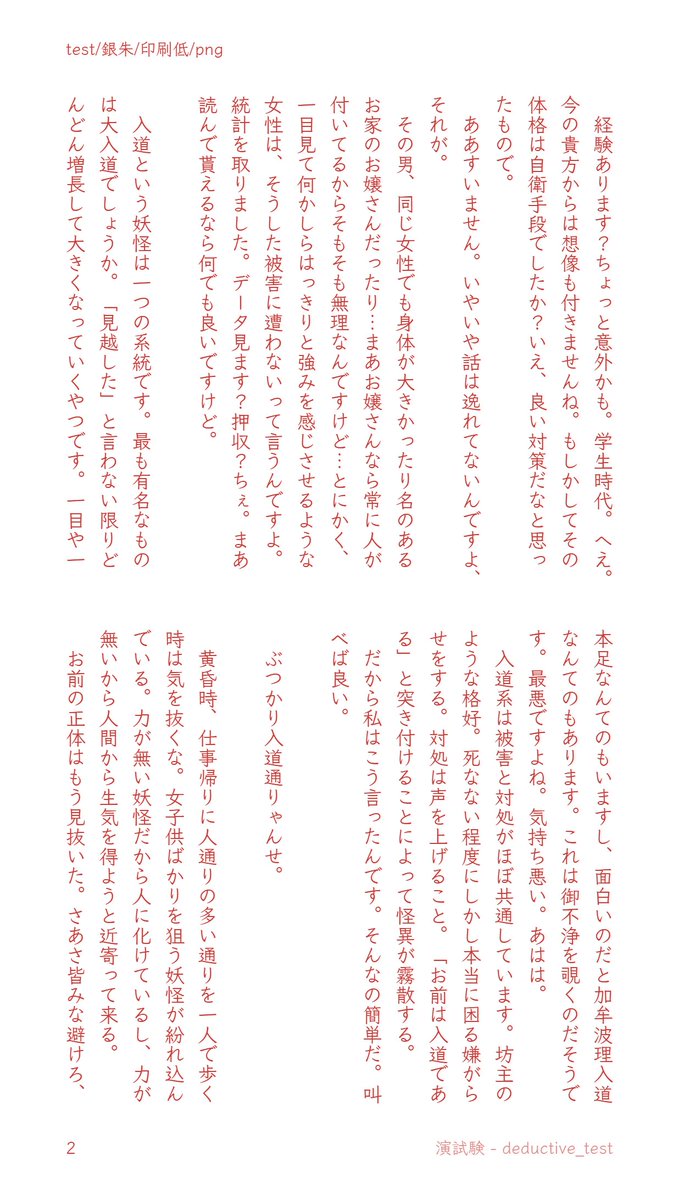 test/銀朱/印刷低/png
　経験あります？ちょっと意外かも。学生時代。へえ。
今の貴方からは想像も付きませんね。もしかしてその
体格は自衛手段でしたか？いえ、良い対策だなと思っ
たもので。
　ああすいません。いやいや話は逸れてないんですよ、
それが。
　その男、同じ女性でも身体が大きかったり名のある
お家のお嬢さんだったり…まあお嬢さんなら常に人が
付いてるからそもそも無理なんですけど…とにかく、
一目見て何かしらはっきりと強みを感じさせるような
女性は、そうした被害に遭わないって言うんですよ。
統計を取りました。データ見ます？押収？ちぇ。まあ
読んで貰えるなら何でも良いですけど。
　入道という妖怪は一つの系統です。最も有名なもの
は大入道でしょうか。「見越した」と言わない限りど
んどん増長して大きくなっていくやつです。一目や一
本足なんてのもいますし、面白いのだと加牟波理入道
なんてのもあります。これは御不浄を覗くのだそうで
す。最悪ですよね。気持ち悪い。あはは。
　入道系は被害と対処がほぼ共通しています。坊主の
ような格好。死なない程度にしかし本当に困る嫌がら
せをする。対処は声を上げること。「お前は入道であ
る」と突き付けることによって怪異が霧散する。
　だから私はこう言ったんです。そんなの簡単だ。叫
べば良い。
　ぶつかり入道通りゃんせ。
　黄昏時、仕事帰りに人通りの多い通りを一人で歩く
時は気を抜くな。女子供ばかりを狙う妖怪が紛れ込ん
でいる。力が無い妖怪だから人に化けているし、力が
無いから人間から生気を得ようと近寄って来る。
　お前の正体はもう見抜いた。さあさ皆みな避けろ、
2
演試験 - deductive_test